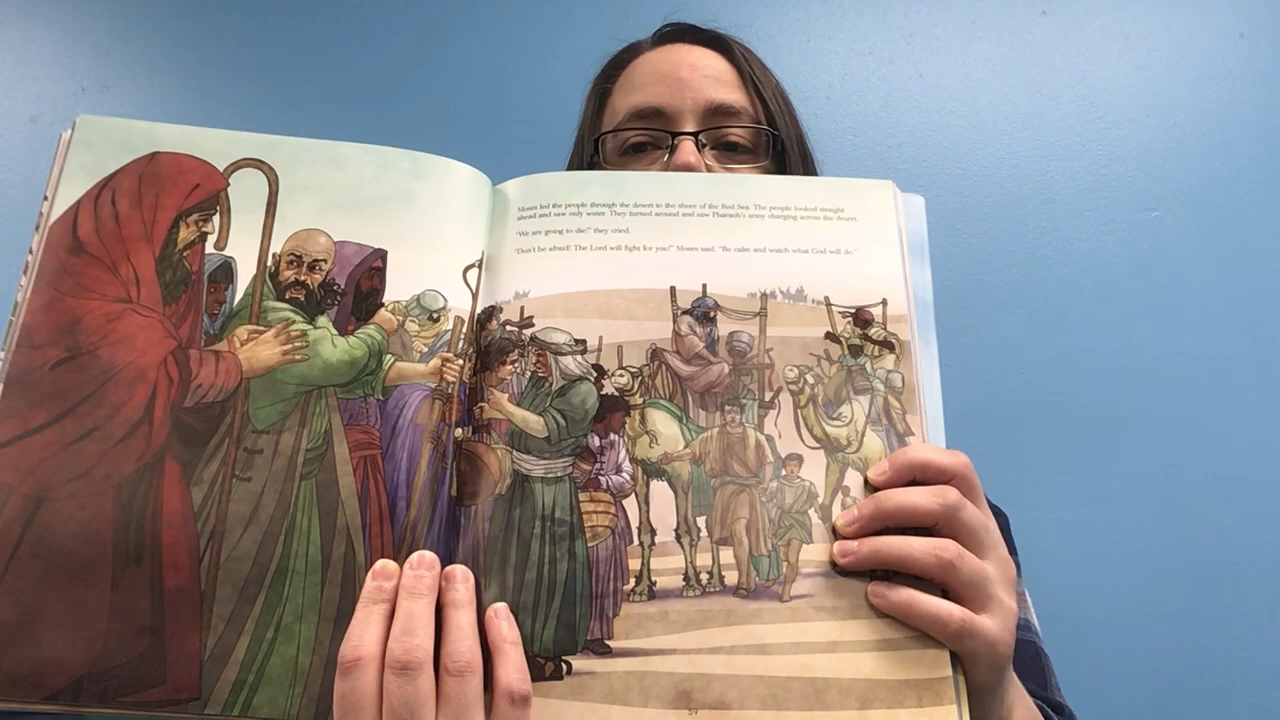 Moses led the people through the desert to the shore of the Red Sea. The people looked straight
ahead and saw only water. They turned around and saw Pharaoh's army charging across the desert.
"We are going to die!" they cried.
"Don't be afraid! The Lord will fight for you!" Moses said. "Be calm and watch what God will do."
59